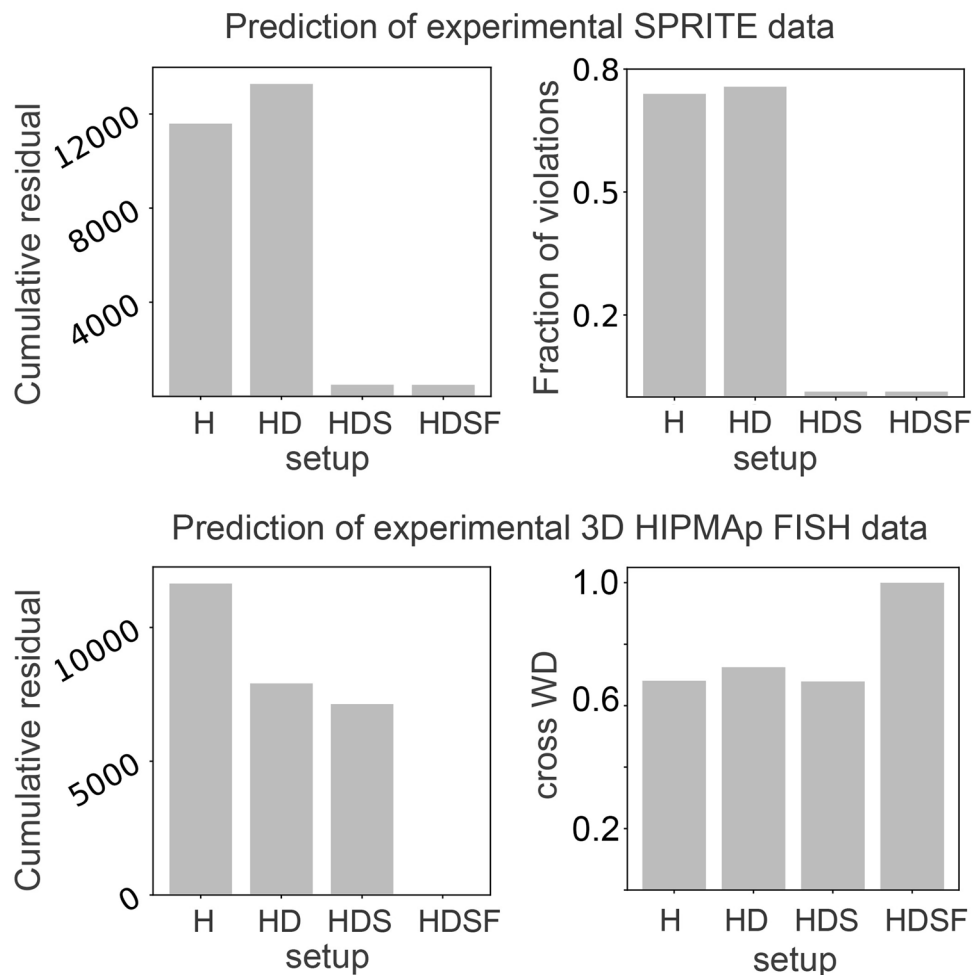 Prediction of experimental SPRITE data
Cumulative residual
12000
8000
4000
H HD HDS HDSF
setup
Fraction of violations
0.8
0.5
0.2
H HD HDS HDSF
setup
Prediction of experimental 3D HIPMAp FISH data
Cumulative residual
10000
5000
0
H HD HDS HDSF
setup
cross WD
1.0
0.6
0.2
H HD HDS HDSF
setup